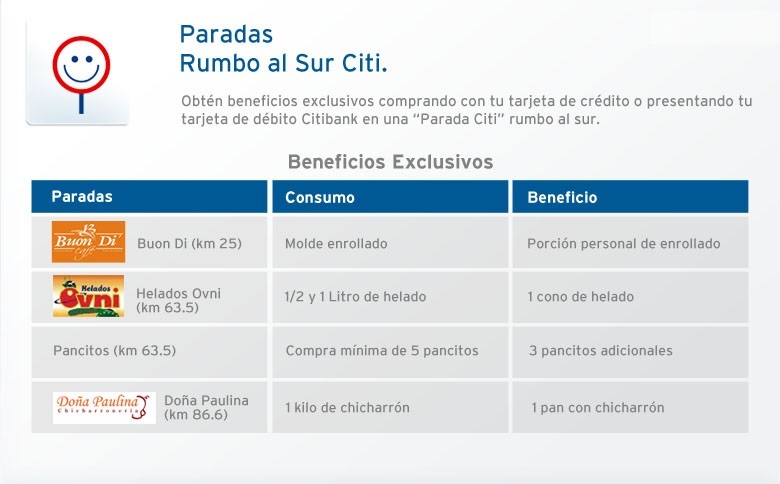 Paradas
Rumbo al Sur Citi.
Obtén beneficios exclusivos comprando con tu tarjeta de crédito o presentando tu
tarjeta de débito Citibank en una “Parada Citi” rumbo al sur.
Beneficios Exclusivos
Paradas Consumo Beneficio
Buon Di café Buon Di (km 25) Molde enrollado Porción personal de enrollado
Helados Ovni Helados Ovni (km 63.5) 1/2 y 1 Litro de helado 1 cono de helado
Pancitos (km 63.5) Compra mínima de 5 pancitos 3 pancitos adicionales
Doña Paulina Chicharronería Doña Paulina (km 86.6) 1 kilo de chicharrón 1 pan con chicharrón